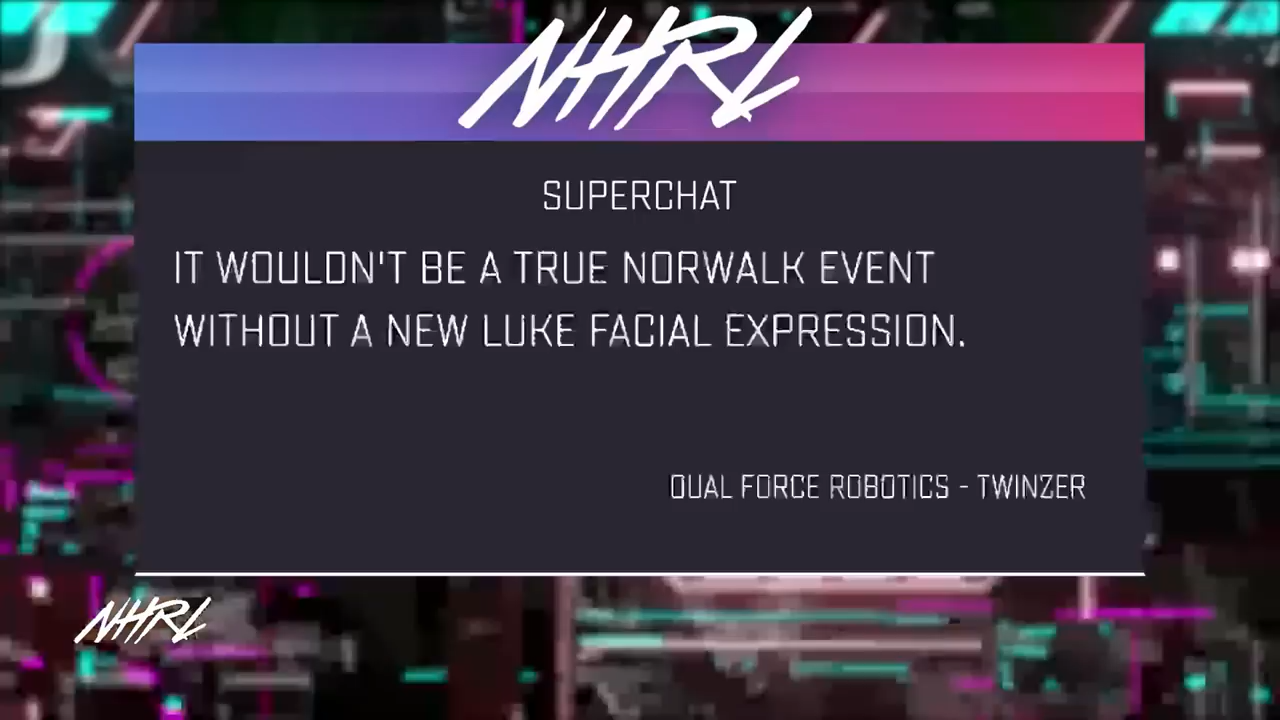 NHRL
SUPERCHAT
IT WOULDN'T BE A TRUE NORWALK EVENT
WITHOUT A NEW LUKE FACIAL EXPRESSION.
DUAL FORCE ROBOTICS - TWINZER
NHRL